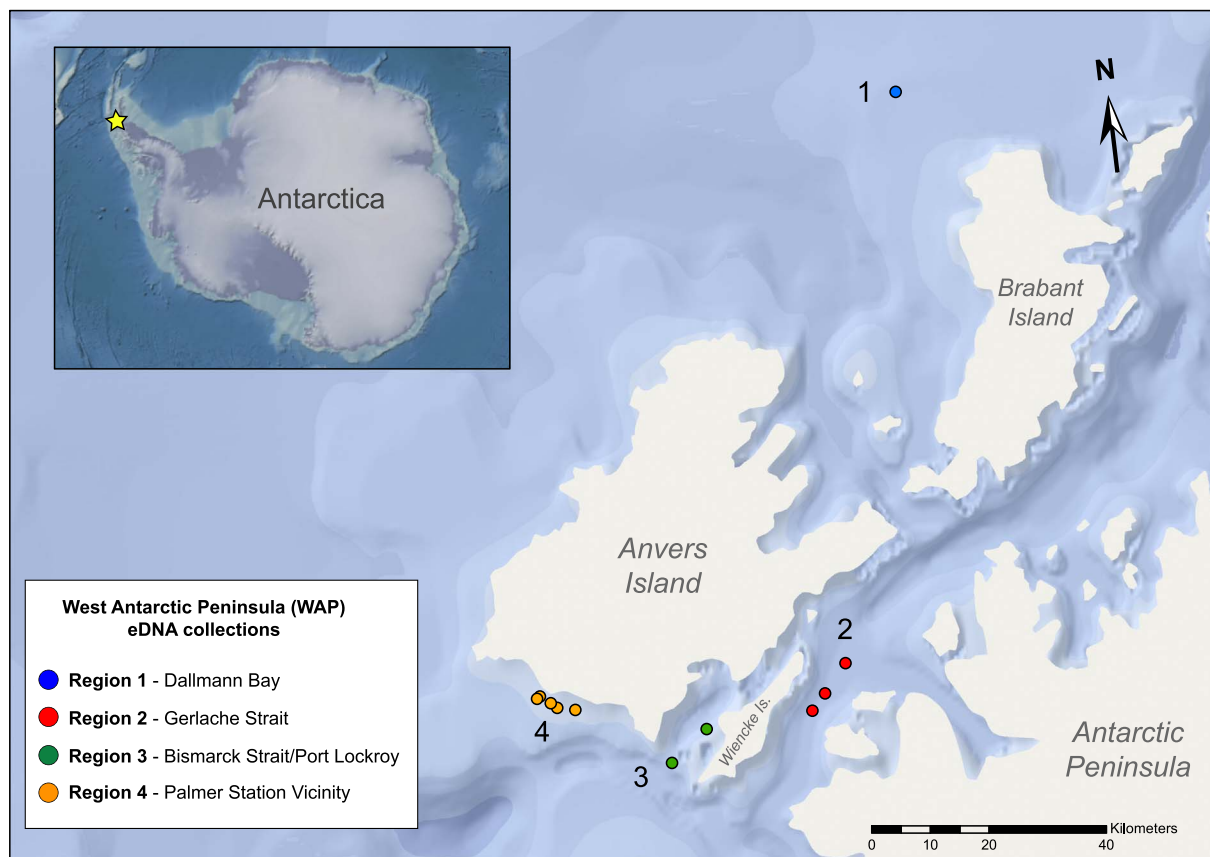 Antarctica
1
N
Brabant
Island
Anvers
Island
2
Wiencke Is.
4
3
Antarctic
Peninsula
West Antarctic Peninsula (WAP)
eDNA collections
Region 1 - Dallmann Bay
Region 2 - Gerlache Strait
Region 3 - Bismarck Strait/Port Lockroy
Region 4 - Palmer Station Vicinity
Kilometers
0 10 20 40